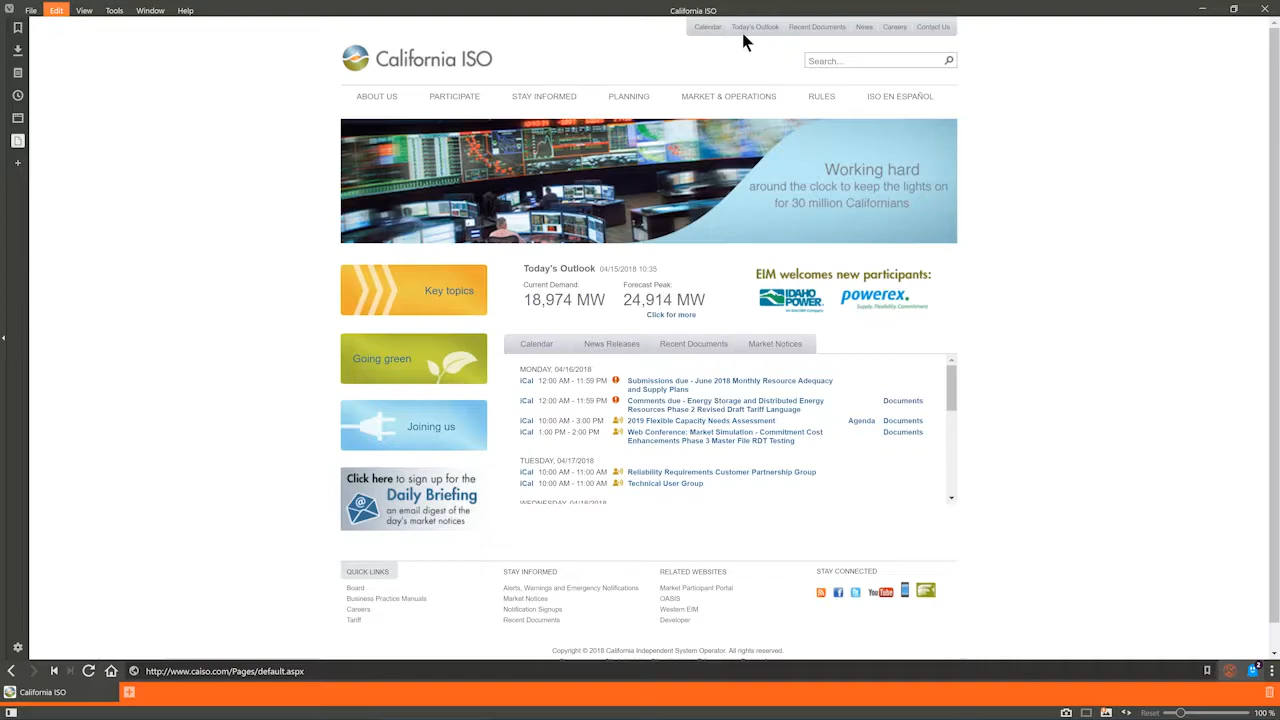 File Edit View Tools Window Help
Calendar Today's Outlook Recent Documents News Careers Contact Us
California ISO
Search...
ABOUT US PARTICIPATE STAY INFORMED PLANNING MARKET & OPERATIONS RULES ISO EN ESPAÑOL
Working hard
around the clock to keep the lights on
for 30 million Californians
Key topics
Going green
Joining us
Click here to sign up for the
Daily Briefing
an email digest of the
day's market notices
Today's Outlook 04/15/2018 10:35
Current Demand: Forecast Peak:
18,974 MW 24,914 MW
Click for more
EIM welcomes new participants:
IDAHO POWER.
powerex.
Supply. Flexibility. Commitment
Calendar News Releases Recent Documents Market Notices
MONDAY, 04/16/2018
iCal 12:00 AM - 11:59 PM Submissions due - June 2018 Monthly Resource Adequacy
and Supply Plans
iCal 12:00 AM - 11:59 PM Comments due - Energy Storage and Distributed Energy Documents
Resources Phase 2 Revised Draft Tariff Language
iCal 10:00 AM - 3:00 PM 2019 Flexible Capacity Needs Assessment Agenda Documents
iCal 1:00 PM - 2:00 PM Web Conference: Market Simulation - Commitment Cost Documents
Enhancements Phase 3 Master File RDT Testing
TUESDAY, 04/17/2018
iCal 10:00 AM - 11:00 AM Reliability Requirements Customer Partnership Group
iCal 10:00 AM - 11:00 AM Technical User Group
WEDNESDAY, 04/18/2018
QUICK LINKS
Board
Business Practice Manuals
Careers
Tariff
STAY INFORMED
Alerts, Warnings and Emergency Notifications
Market Notices
Notification Signups
Recent Documents
RELATED WEBSITES
Market Participant Portal
OASIS
Western EIM
Developer
STAY CONNECTED
YouTube
Copyright © 2018 California Independent System Operator. All rights reserved.
http://www.caiso.com/Pages/default.aspx
2
California ISO
Reset 100 %